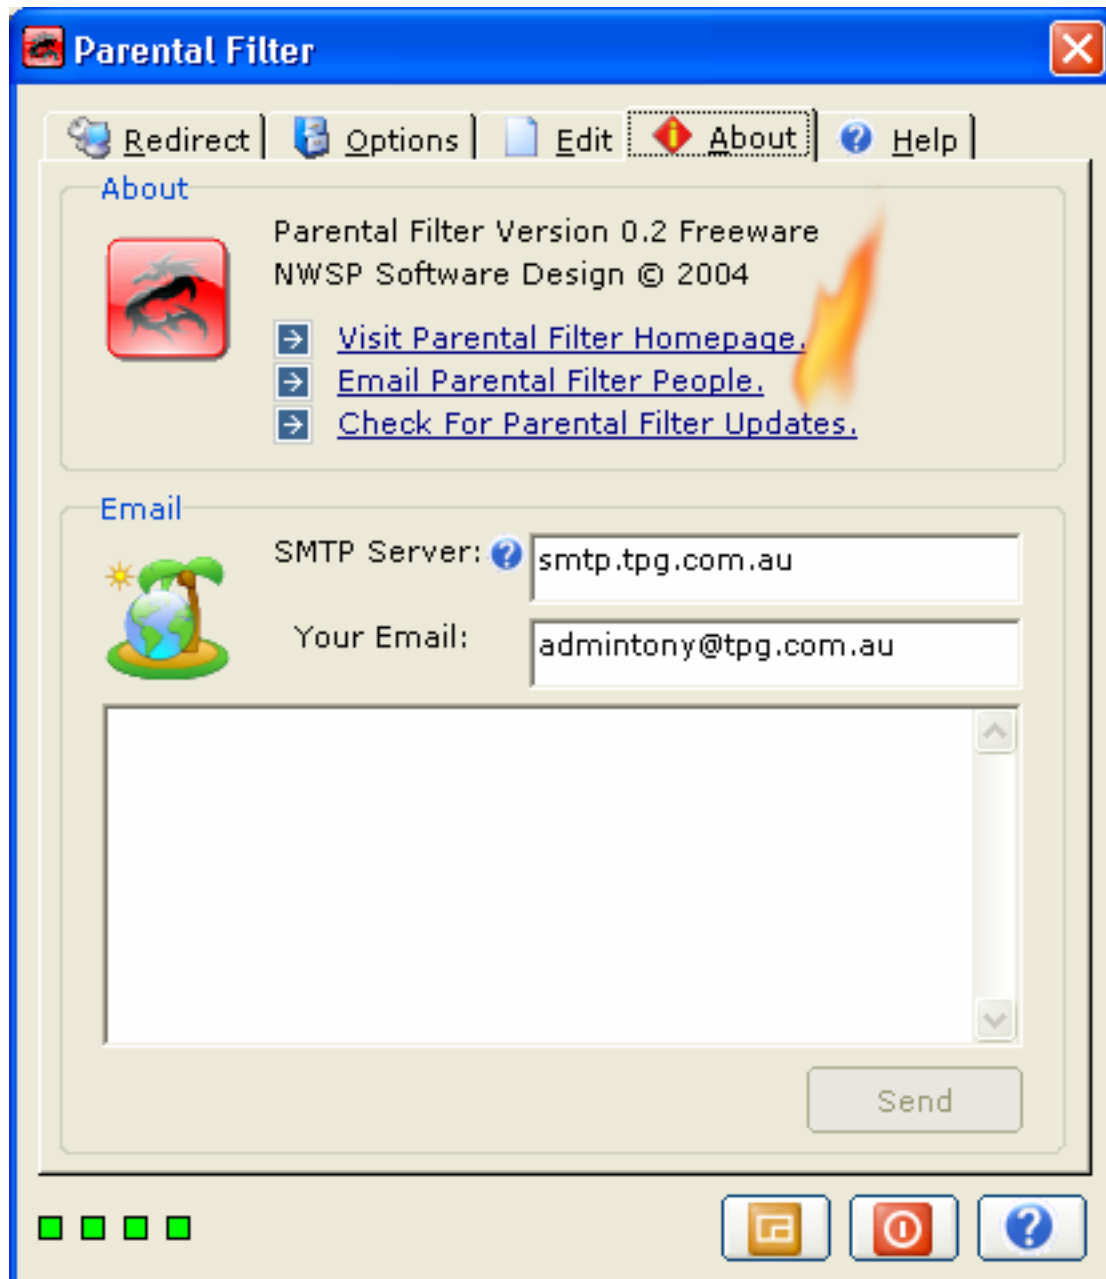 Parental Filter
Redirect Options Edit About Help
About
Parental Filter Version 0.2 Freeware
NWSP Software Design © 2004
Visit Parental Filter Homepage.
Email Parental Filter People.
Check For Parental Filter Updates.
Email
SMTP Server: smtp.tpg.com.au
Your Email: admintony@tpg.com.au
Send